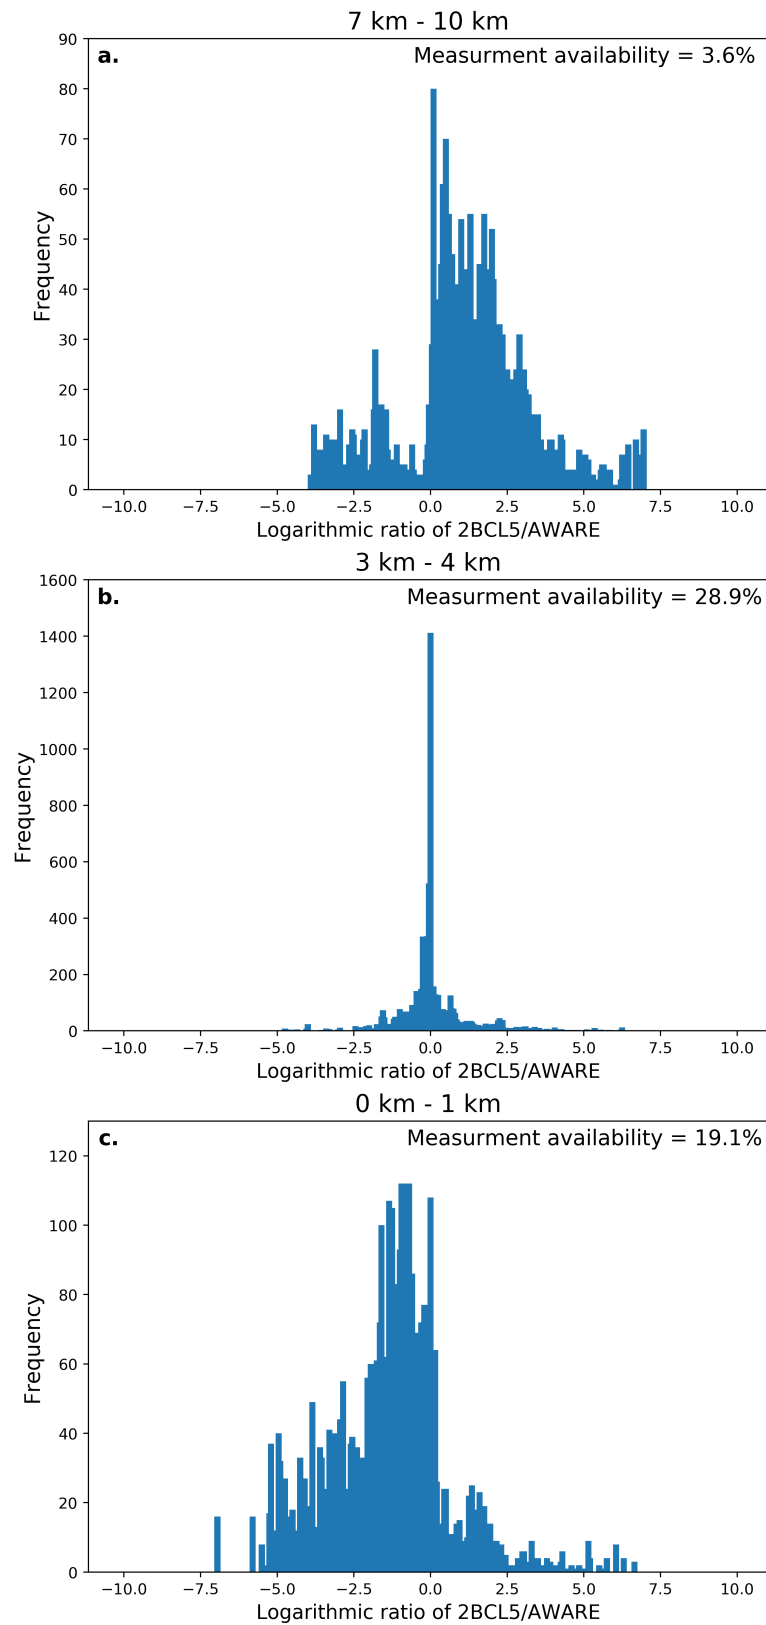 7 km - 10 km
a.
Measurment availability = 3.6%
90
80
70
60
50
40
30
20
10
0
Frequency
−10.0 −7.5 −5.0 −2.5 0.0 2.5 5.0 7.5 10.0
Logarithmic ratio of 2BCL5/AWARE
3 km - 4 km
b.
Measurment availability = 28.9%
1600
1400
1200
1000
800
600
400
200
0
Frequency
−10.0 −7.5 −5.0 −2.5 0.0 2.5 5.0 7.5 10.0
Logarithmic ratio of 2BCL5/AWARE
0 km - 1 km
c.
Measurment availability = 19.1%
120
100
80
60
40
20
0
Frequency
−10.0 −7.5 −5.0 −2.5 0.0 2.5 5.0 7.5 10.0
Logarithmic ratio of 2BCL5/AWARE